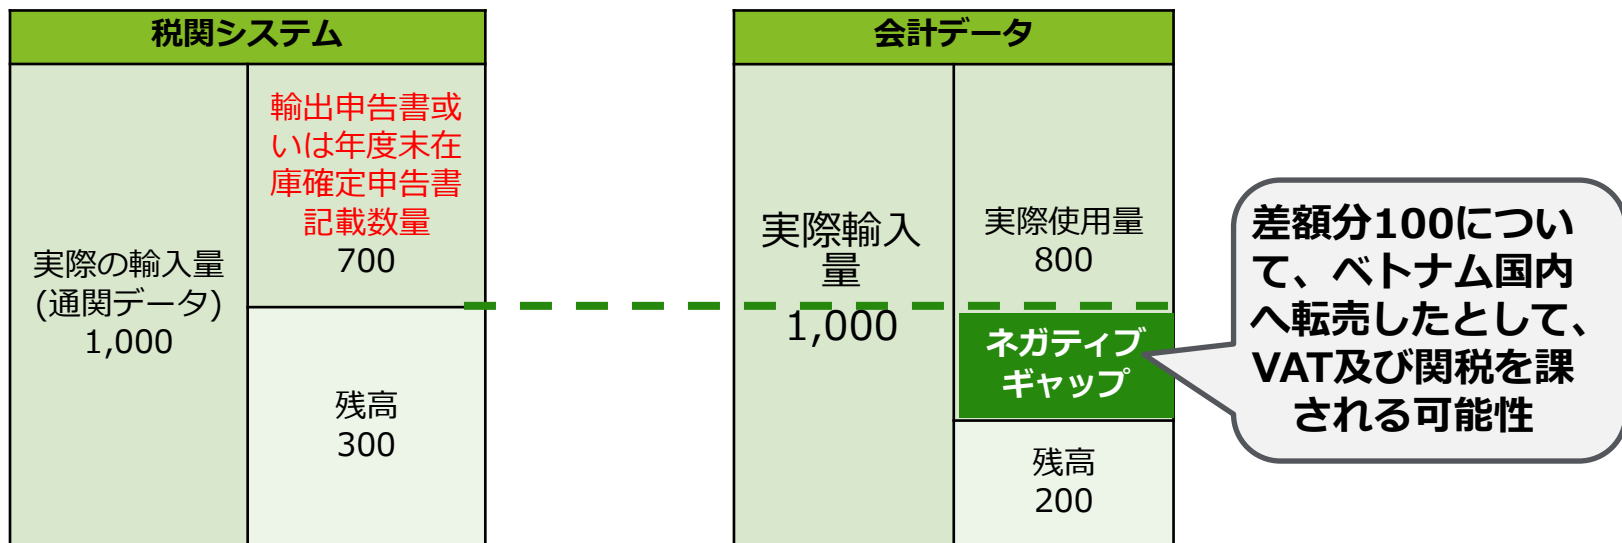 税関システム
実際の輸入量
(通関データ)
1,000
輸出申告書或
いは年度末在
庫確定申告書
記載数量
700
残高
300
会計データ
実際輸入
量
1,000
実際使用量
800
ネガティブ
ギャップ
残高
200
差額分100につい
て、ベトナム国内
へ転売したとして、
VAT及び関税を課
される可能性